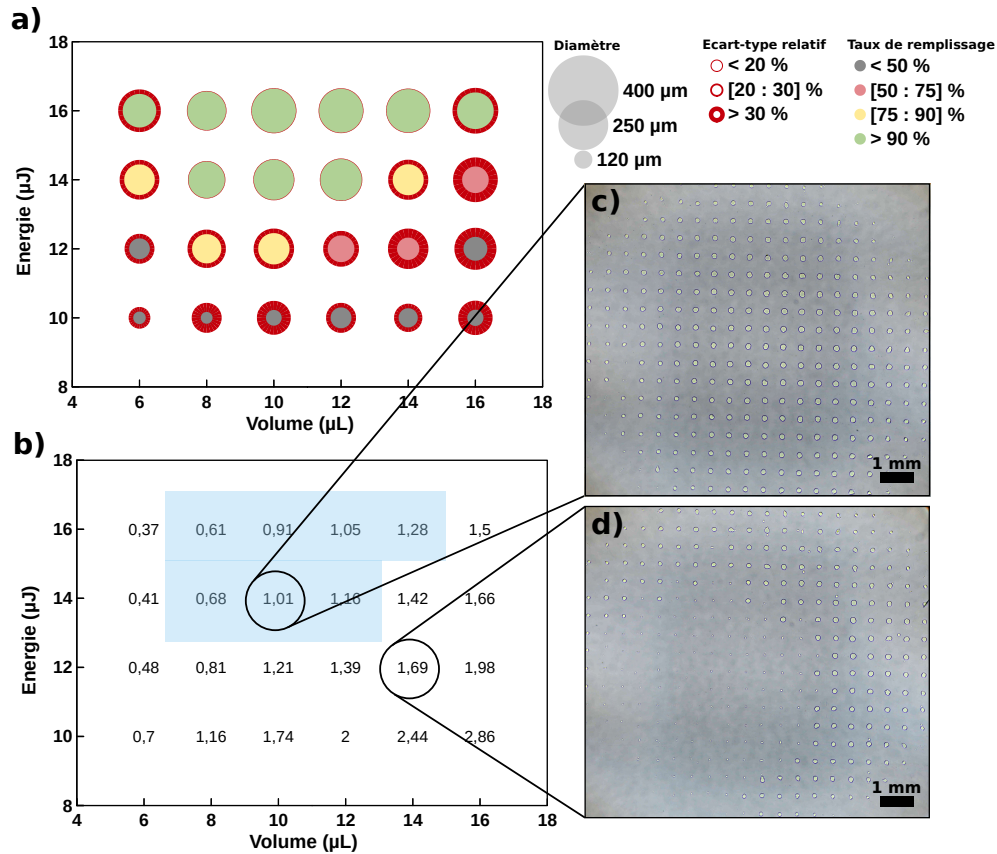 a)
18
16
14
12
10
8
4 6 8 10 12 14 16 18
Energie (µJ)
Volume (µL)
Diamètre
400 µm
250 µm
120 µm
Ecart-type relatif
< 20 %
[20 : 30] %
> 30 %
Taux de remplissage
< 50 %
[50 : 75] %
[75 : 90] %
> 90 %
b)
18
16
14
12
10
8
4 6 8 10 12 14 16 18
Energie (µJ)
Volume (µL)
0,37 0,61 0,91 1,05 1,28 1,5
0,41 0,68 1,01 1,16 1,42 1,66
0,48 0,81 1,21 1,39 1,69 1,98
0,7 1,16 1,74 2 2,44 2,86
c)
1 mm
d)
1 mm